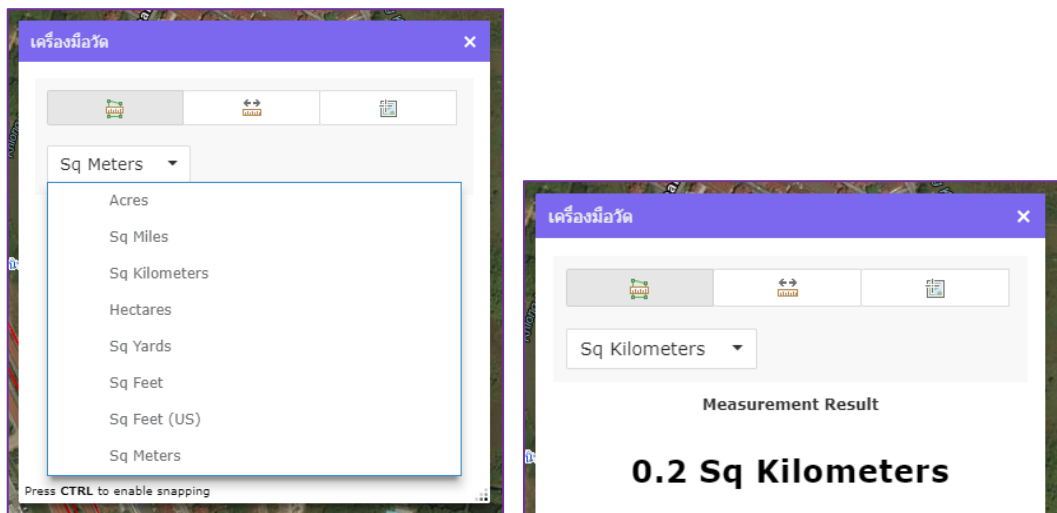 เครื่องมือวัด
Sq Meters
Acres
Sq Miles
Sq Kilometers
Hectares
Sq Yards
Sq Feet
Sq Feet (US)
Sq Meters
Press CTRL to enable snapping
เครื่องมือวัด
Sq Kilometers
Measurement Result
0.2 Sq Kilometers